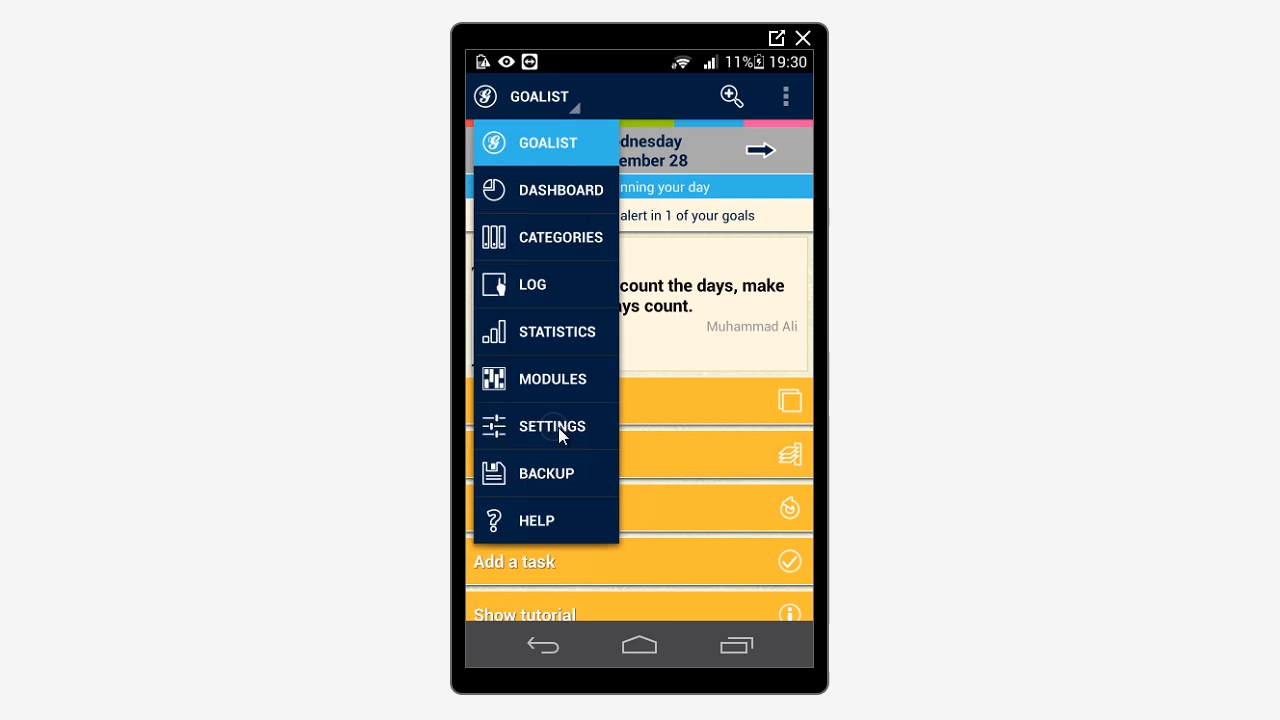 11% 19:30
GOALIST
GOALIST
dnesday
ember 28
DASHBOARD
nning your day
alert in 1 of your goals
CATEGORIES
LOG
count the days, make
ys count.
Muhammad Ali
STATISTICS
MODULES
SETTINGS
BACKUP
HELP
Add a task
Show tutorial